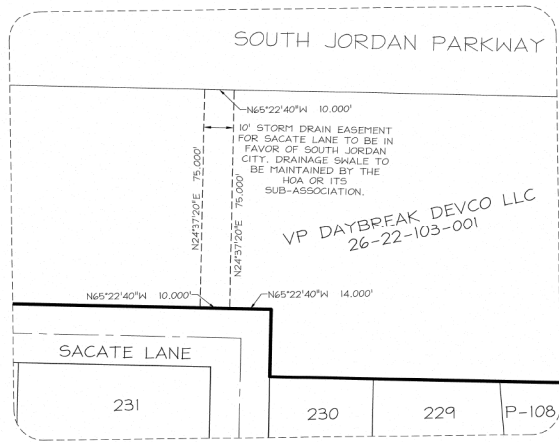 SOUTH JORDAN PARKWAY
N65°22'40"W 10.000'
10' STORM DRAIN EASEMENT
FOR SACATE LANE TO BE IN
FAVOR OF SOUTH JORDAN
CITY. DRAINAGE SWALE TO
BE MAINTAINED BY THE
HOA OR ITS
SUB-ASSOCIATION.
N24°37'20"E 75.000'
N24°37'20"E 75.000'
VP DAYBREAK DEVCO LLC
26-22-103-001
N65°22'40"W 10.000'
N65°22'40"W 14.000'
SACATE LANE
231
230
229
P-108